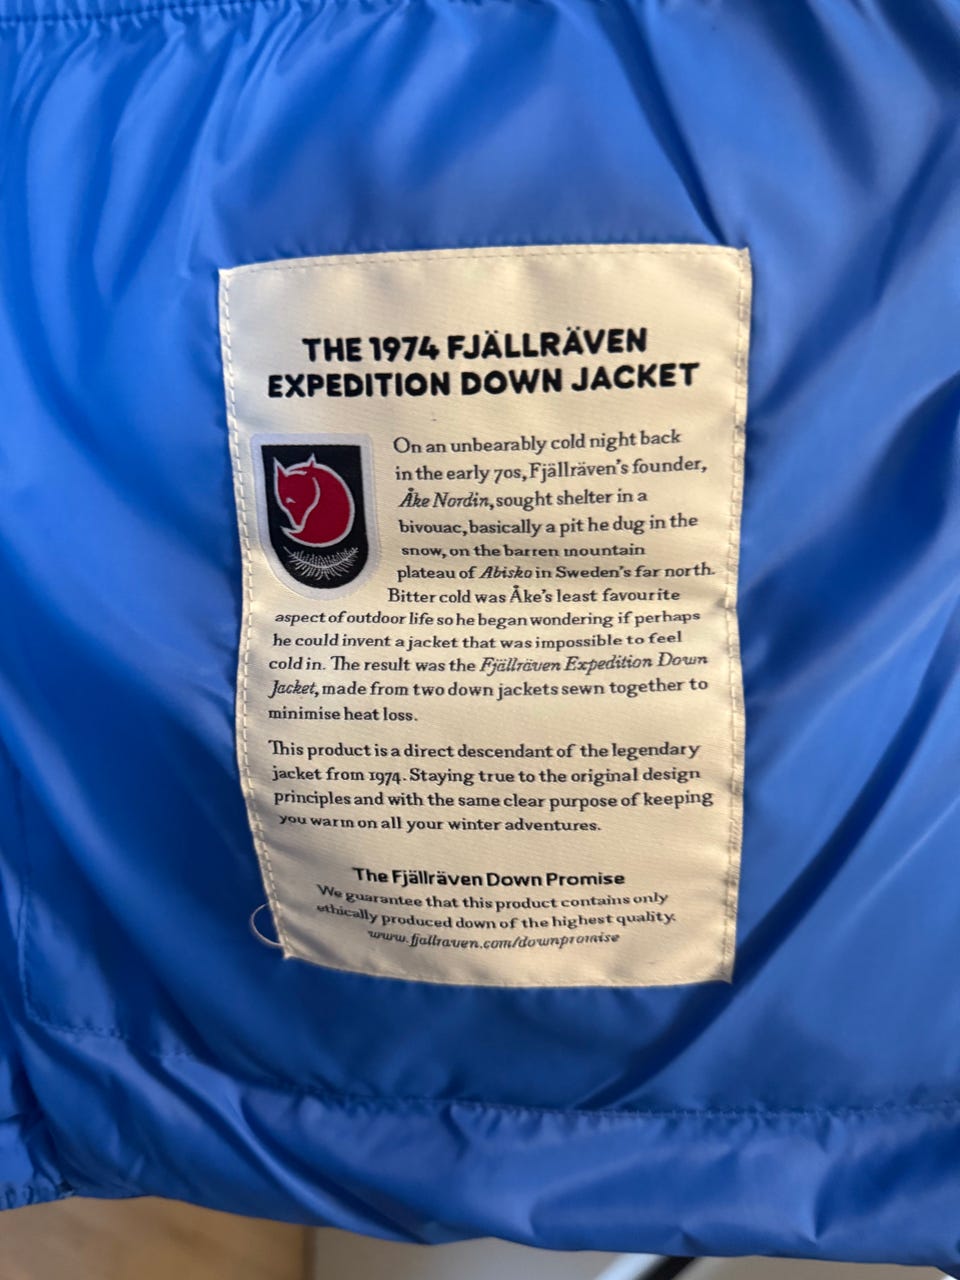 THE 1974 FJÄLLRÄVEN
EXPEDITION DOWN JACKET
On an unbearably cold night back
in the early 70s, Fjällräven's founder,
Åke Nordin, sought shelter in a
bivouac, basically a pit he dug in the
snow, on the barren mountain
plateau of Abisko in Sweden's far north.
Bitter cold was Åke's least favourite
aspect of outdoor life so he began wondering if perhaps
he could invent a jacket that was impossible to feel
cold in. The result was the Fjällräven Expedition Down
Jacket, made from two down jackets sewn together to
minimise heat loss.
This product is a direct descendant of the legendary
jacket from 1974. Staying true to the original design
principles and with the same clear purpose of keeping
you warm on all your winter adventures.
The Fjällräven Down Promise
We guarantee that this product contains only
ethically produced down of the highest quality.
www.fjallraven.com/downpromise